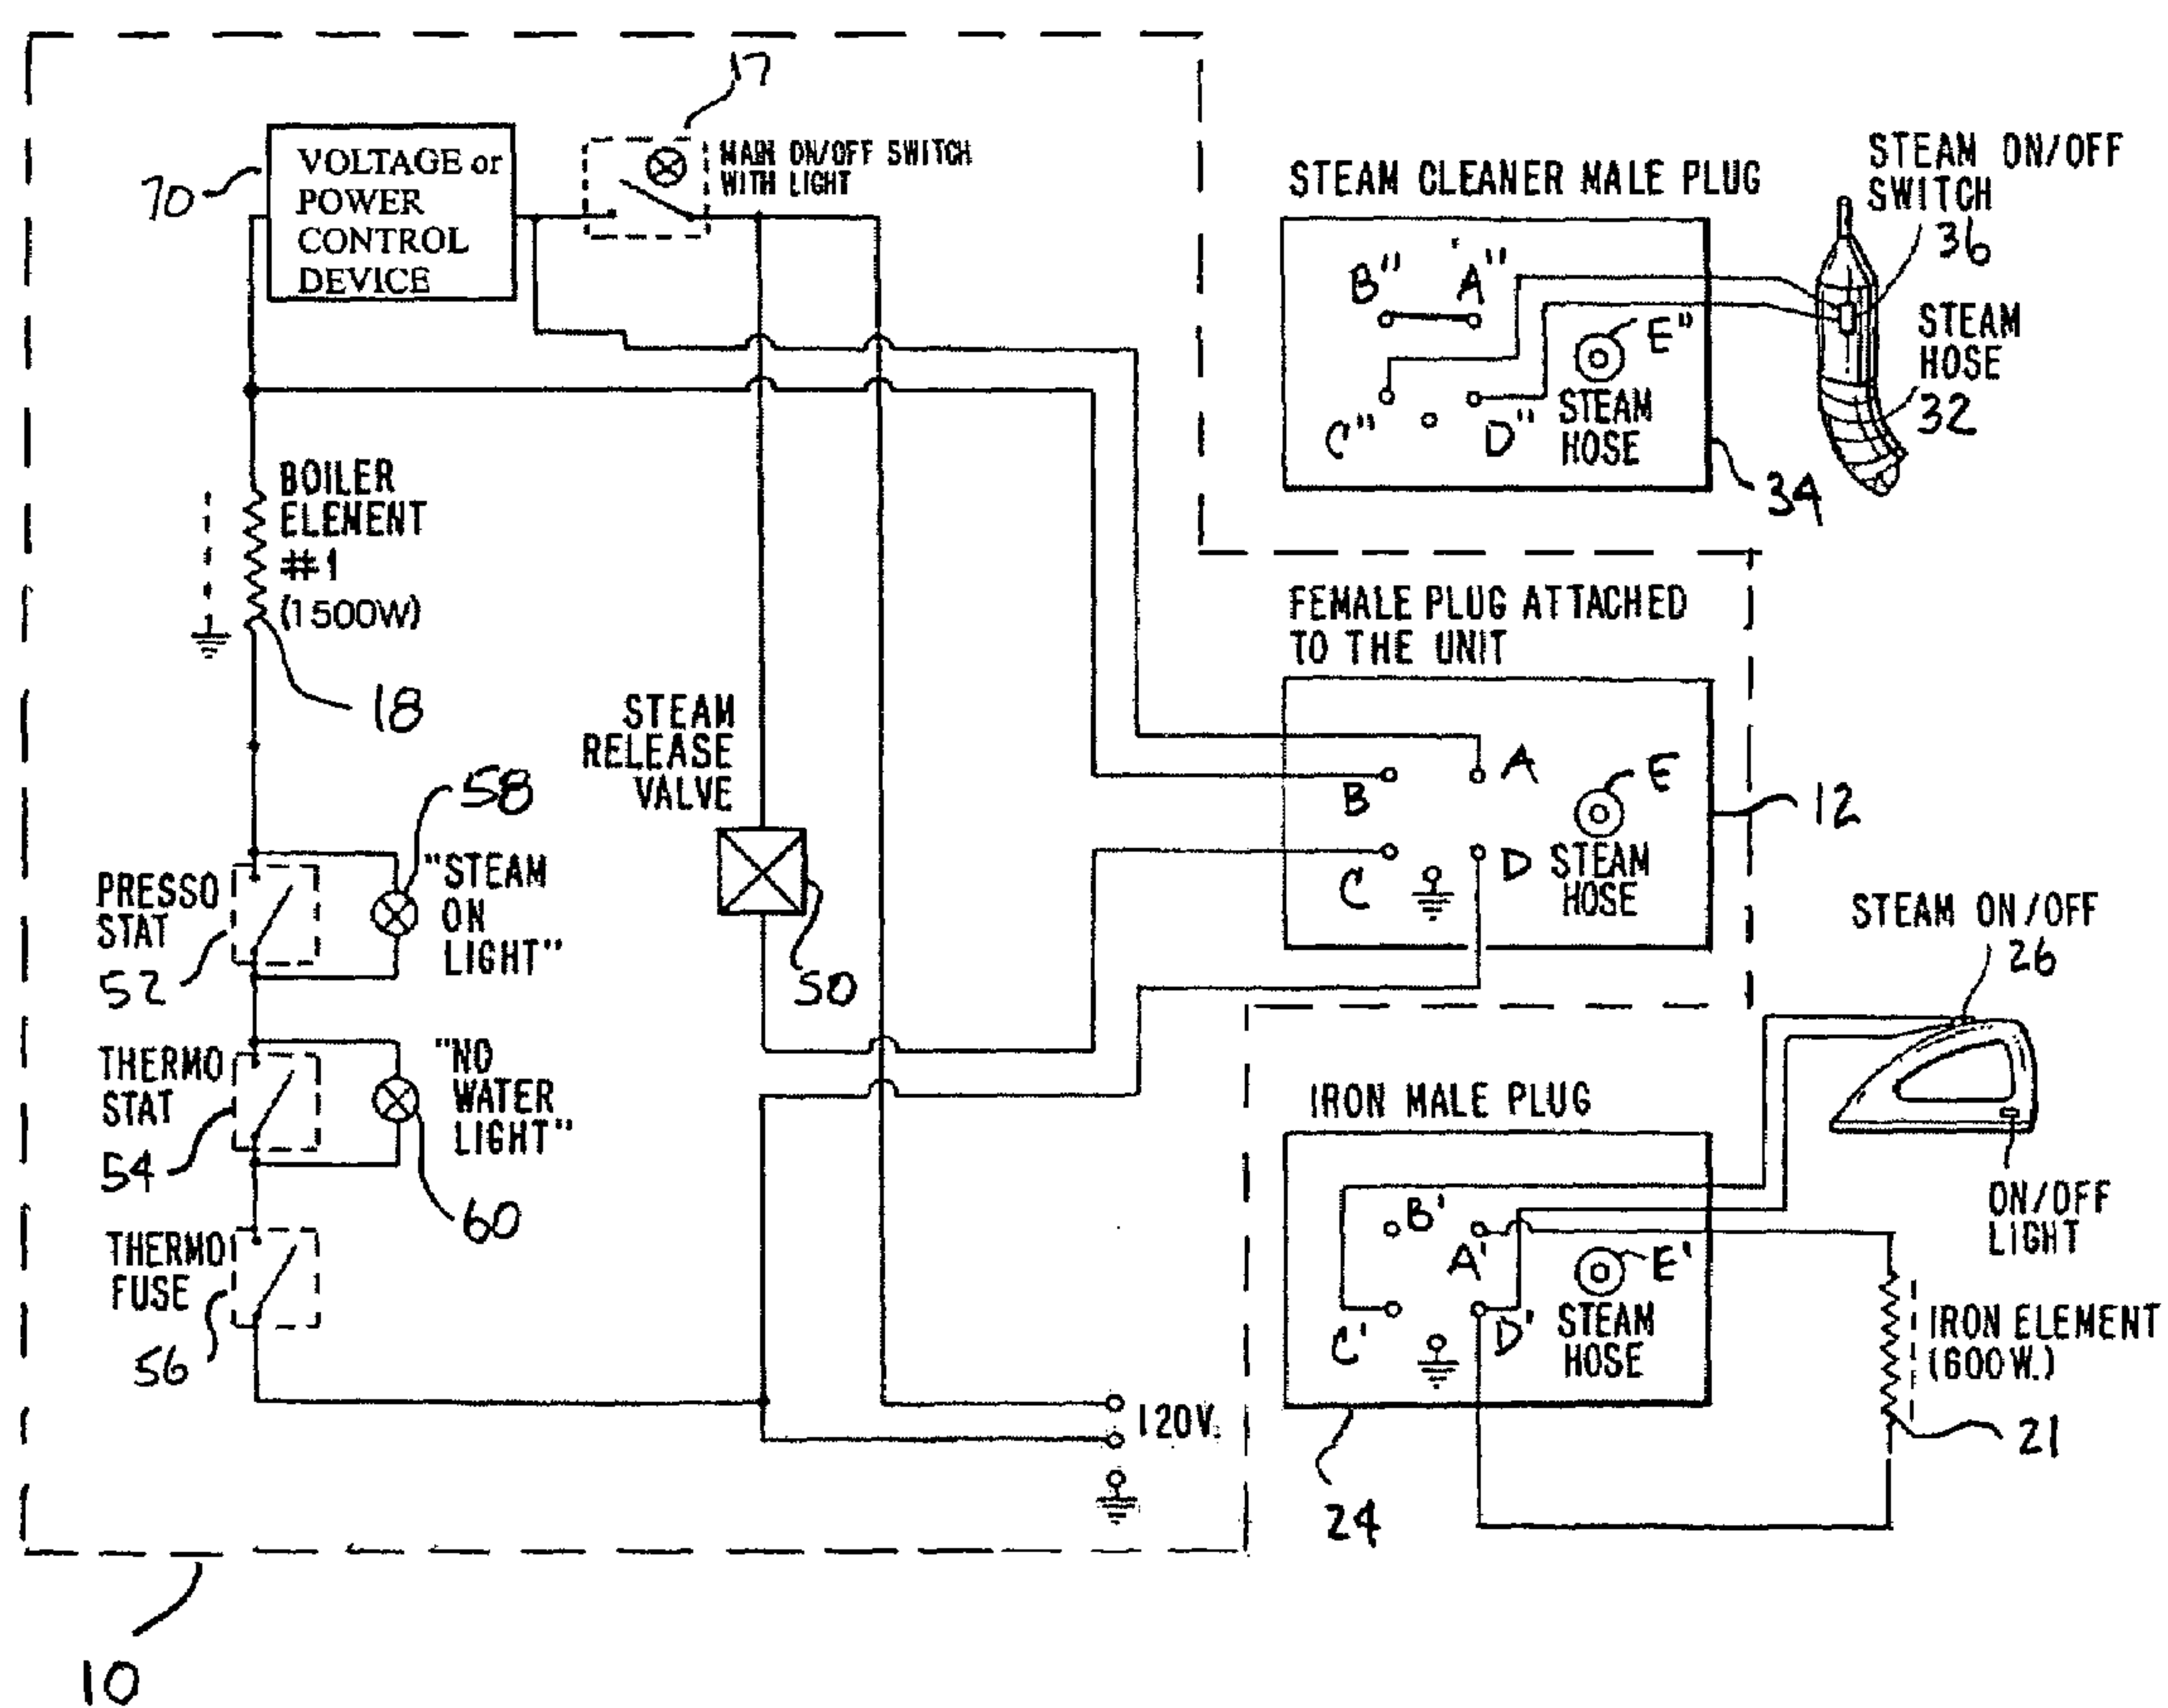 17
70
VOLTAGE or
POWER
CONTROL
DEVICE
MAIN ON/OFF SWITCH
WITH LIGHT
STEAM CLEANER MALE PLUG
STEAM ON/OFF
SWITCH
36
B" A"
E"
STEAM
HOSE
C" D"
STEAM
HOSE
32
34
BOILER
ELEMENT
#1
(1500W)
18
FEMALE PLUG ATTACHED
TO THE UNIT
STEAM
RELEASE
VALVE
50
B A
E
C D
STEAM
HOSE
12
58
PRESSO
STAT
52
"STEAM
ON
LIGHT"
THERMO
STAT
54
"NO
WATER
LIGHT"
60
THERMO
FUSE
56
120V.
STEAM ON/OFF
26
ON/OFF
LIGHT
IRON MALE PLUG
B'
A'
E'
C' D'
STEAM
HOSE
IRON ELEMENT
(600W.)
21
24
10